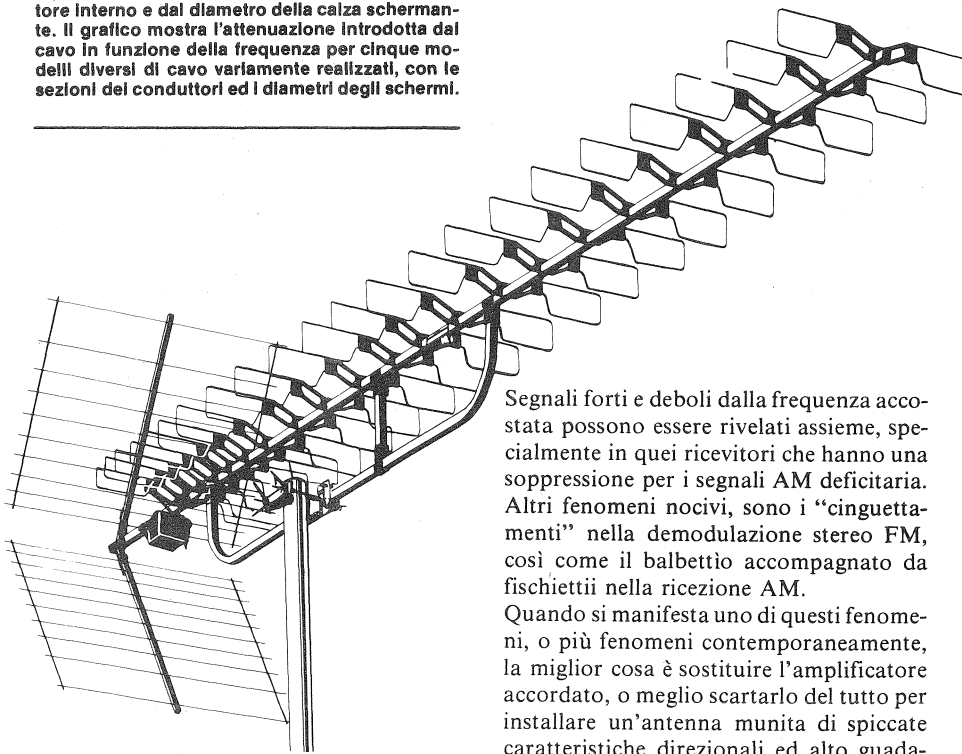 tore interno e dal diametro della calza scherman-
te. Il grafico mostra l'attenuazione introdotta dal
cavo in funzione della frequenza per cinque mo-
delli diversi di cavo variamente realizzati, con le
sezioni dei conduttori ed i diametri degli schermi.
Segnali forti e deboli dalla frequenza acco-
stata possono essere rivelati assieme, spe-
cialmente in quei ricevitori che hanno una
soppressione per i segnali AM deficitaria.
Altri fenomeni nocivi, sono i “cinguetta-
menti” nella demodulazione stereo FM,
così come il balbettìo accompagnato da
fischiettii nella ricezione AM.
Quando si manifesta uno di questi fenome-
ni, o più fenomeni contemporaneamente,
la miglior cosa è sostituire l'amplificatore
accordato, o meglio scartarlo del tutto per
installare un'antenna munita di spiccate
caratteristiche direzionali ed alto guada-